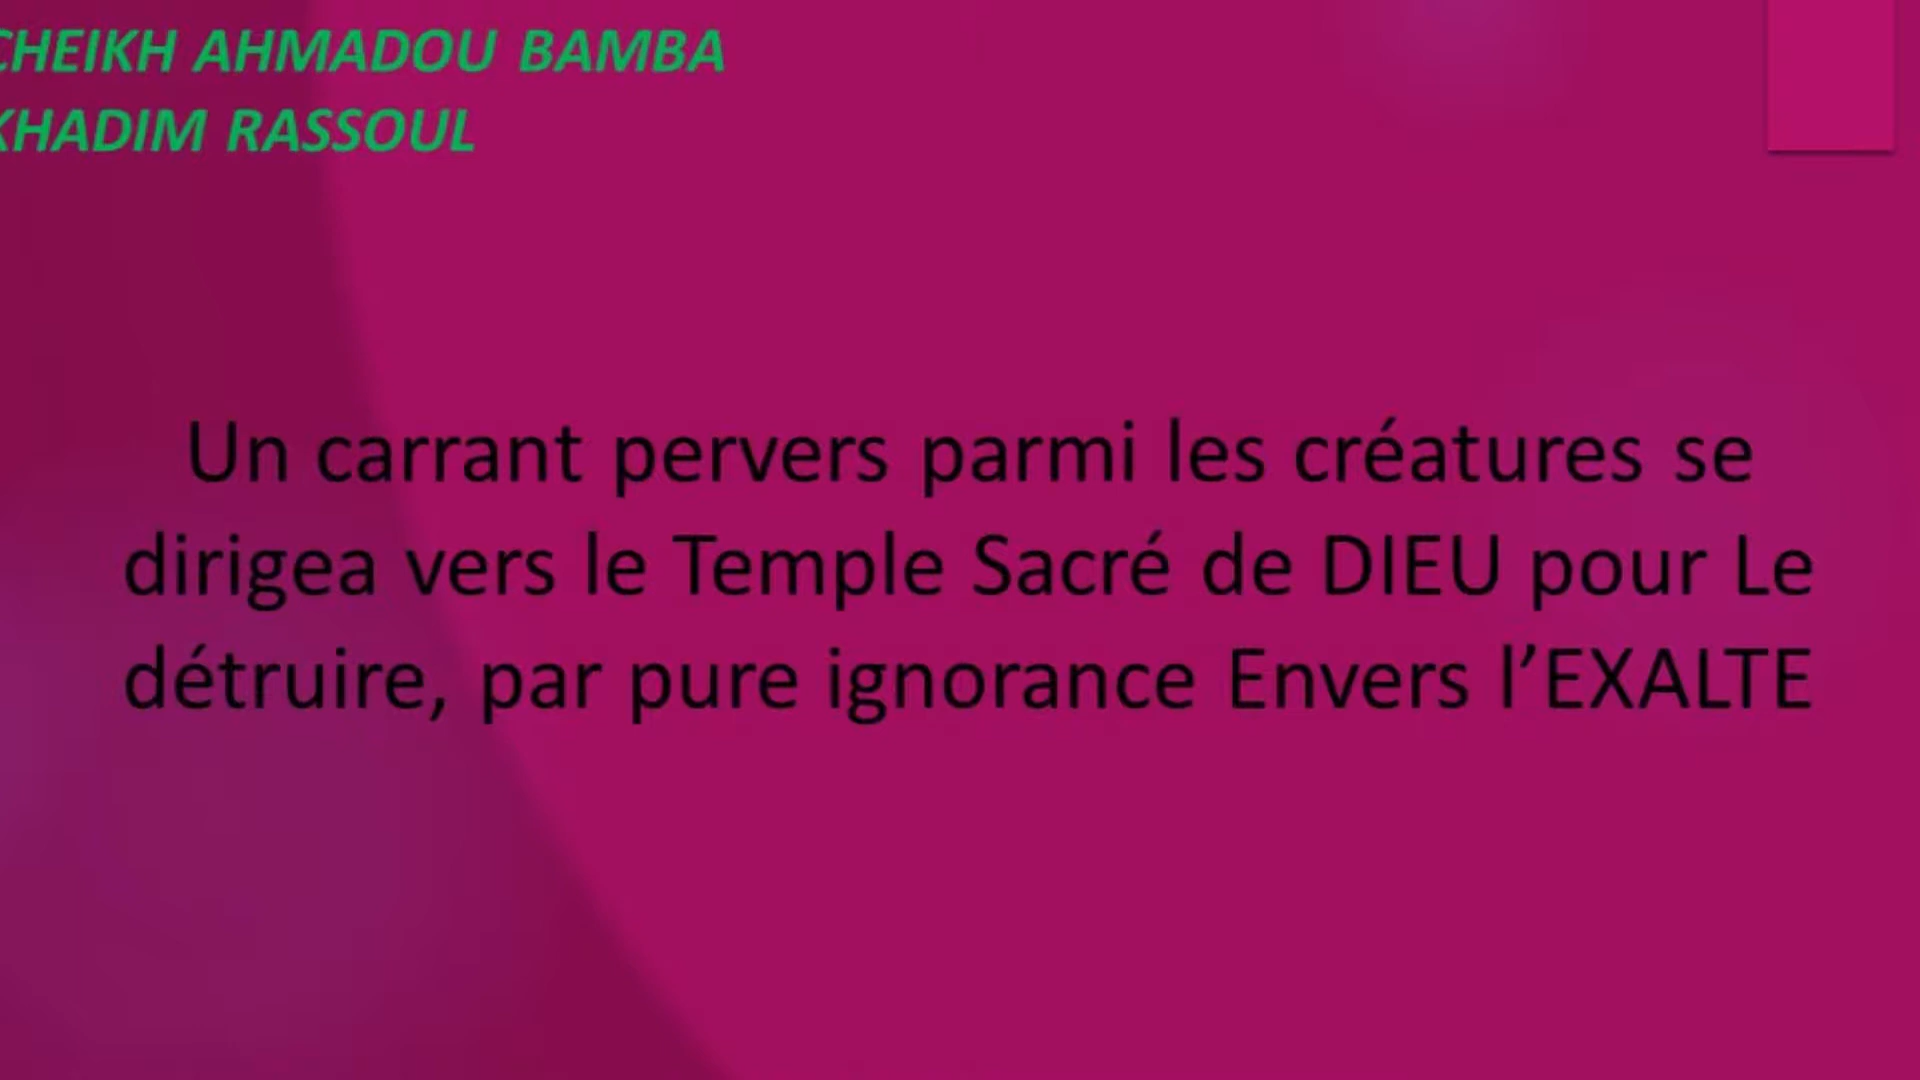 CHEIKH AHMADOU BAMBA
KHADIM RASSOUL
Un carrant pervers parmi les créatures se
dirigea vers le Temple Sacré de DIEU pour Le
détruire, par pure ignorance Envers l’EXALTE